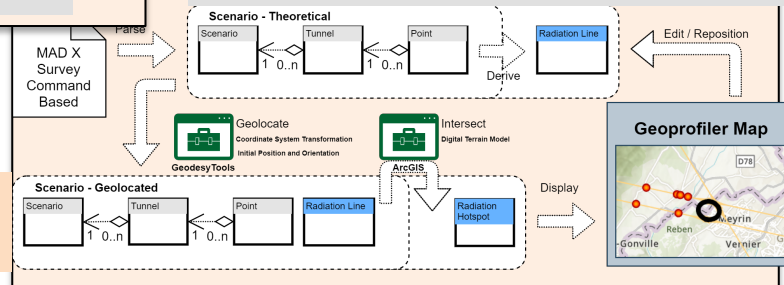 Parse
MAD X
Survey
Command
Based
Scenario - Theoretical
Scenario
Tunnel
Point
1 0..n
1 0..n
Derive
Radiation Line
Edit / Reposition
Geolocate
Coordinate System Transformation
Initial Position and Orientation
GeodesyTools
Intersect
Digital Terrain Model
ArcGIS
Scenario - Geolocated
Scenario
Tunnel
Point
Radiation Line
1 0..n
1 0..n
Radiation
Hotspot
Display
Geoprofiler Map
D78
Meyrin
Reben
-Gonville
Vernier
G